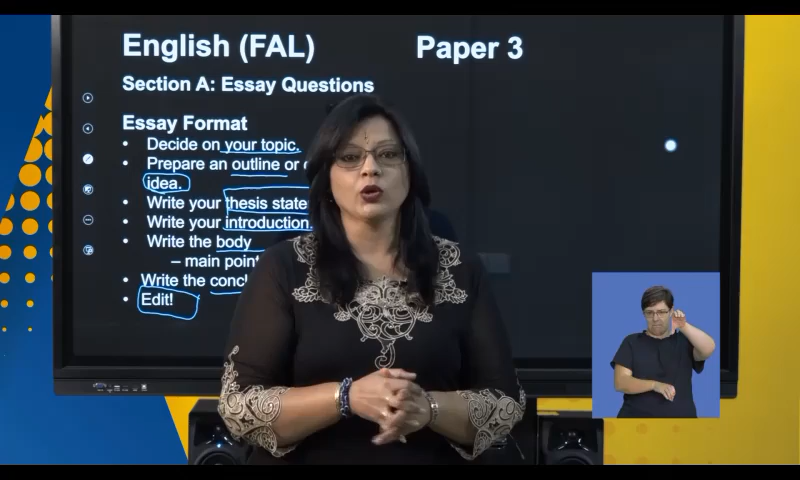 English (FAL)
Paper 3
Section A: Essay Questions
Essay Format
• Decide on your topic.
• Prepare an outline or
idea.
• Write your thesis
• Write your introduction.
• Write the body
– main
• Write the
• Edit!